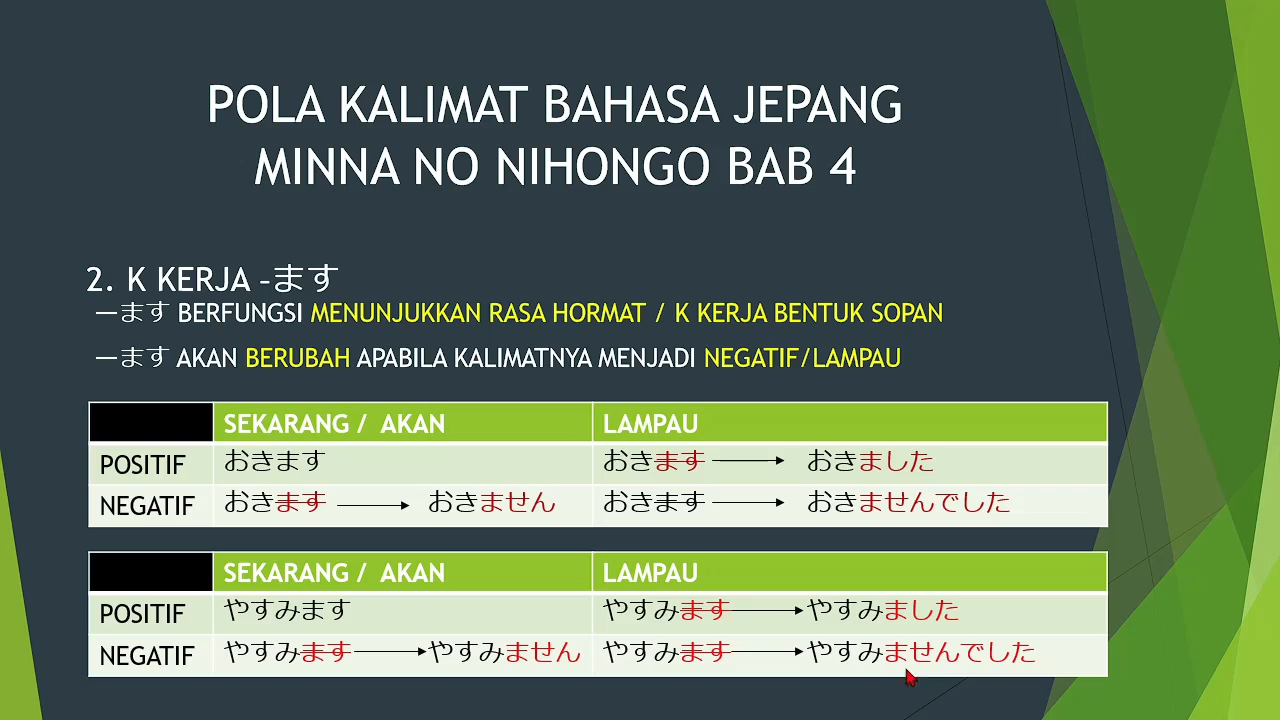 POLA KALIMAT BAHASA JEPANG
MINNA NO NIHONGO BAB 4
2. K KERJA –ます
ーます BERFUNGSI MENUNJUKKAN RASA HORMAT / K KERJA BENTUK SOPAN
ーます AKAN BERUBAH APABILA KALIMATNYA MENJADI NEGATIF/LAMPAU
SEKARANG / AKAN LAMPAU
POSITIF おきます おきます おきました
NEGATIF おきます おきません おきます おきませんでした
SEKARANG / AKAN LAMPAU
POSITIF やすみます やすみます やすみました
NEGATIF やすみます やすみません やすみます やすみませんでした